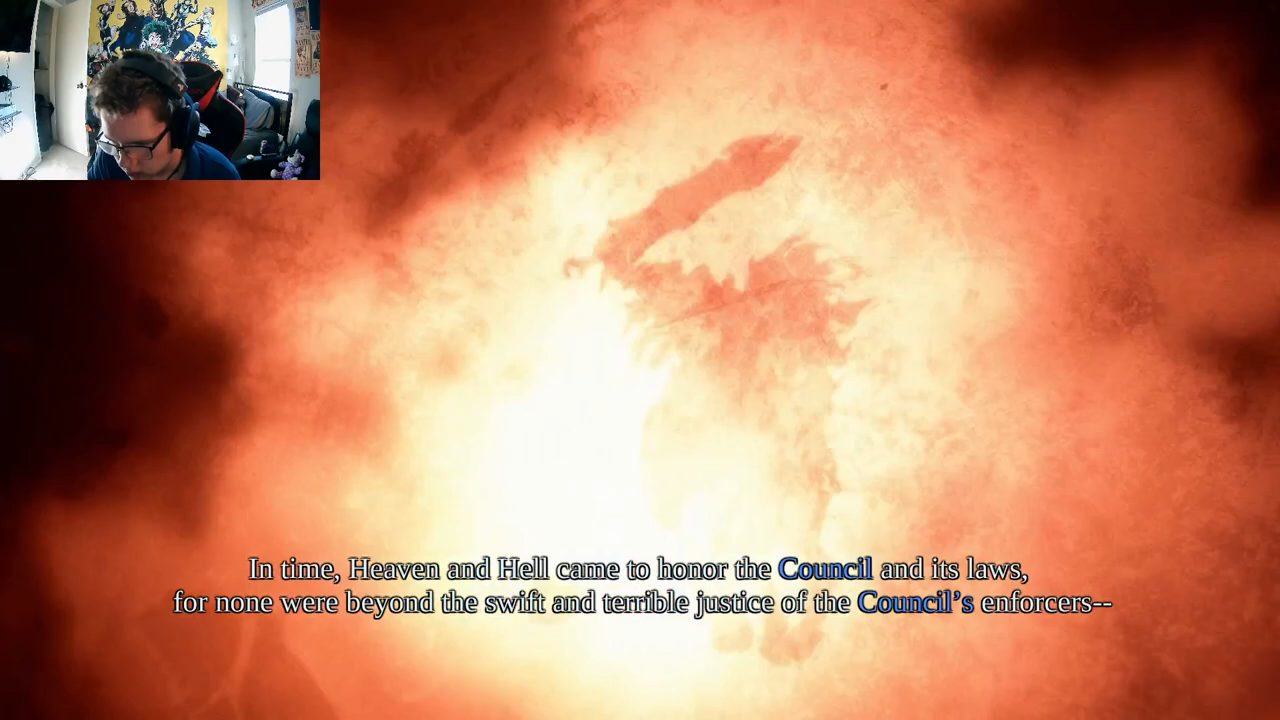 In time, Heaven and Hell came to honor the Council and its laws,
for none were beyond the swift and terrible justice of the Council’s enforcers--